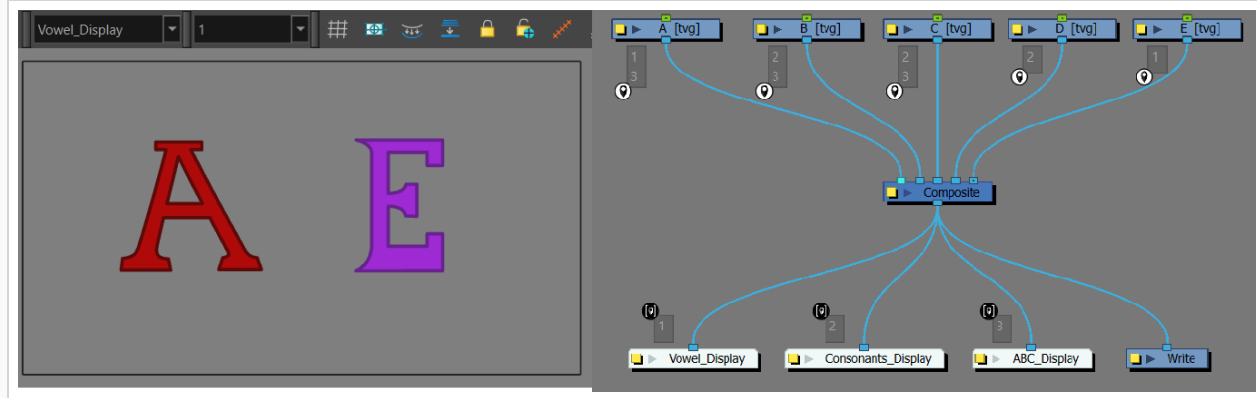 Vowel_Display 1
A E
A [tvg] B [tvg] C [tvg] D [tvg] E [tvg]
1 2 2 2 1
3 3 3
Composite
1 2 3
Vowel_Display Consonants_Display ABC_Display Write